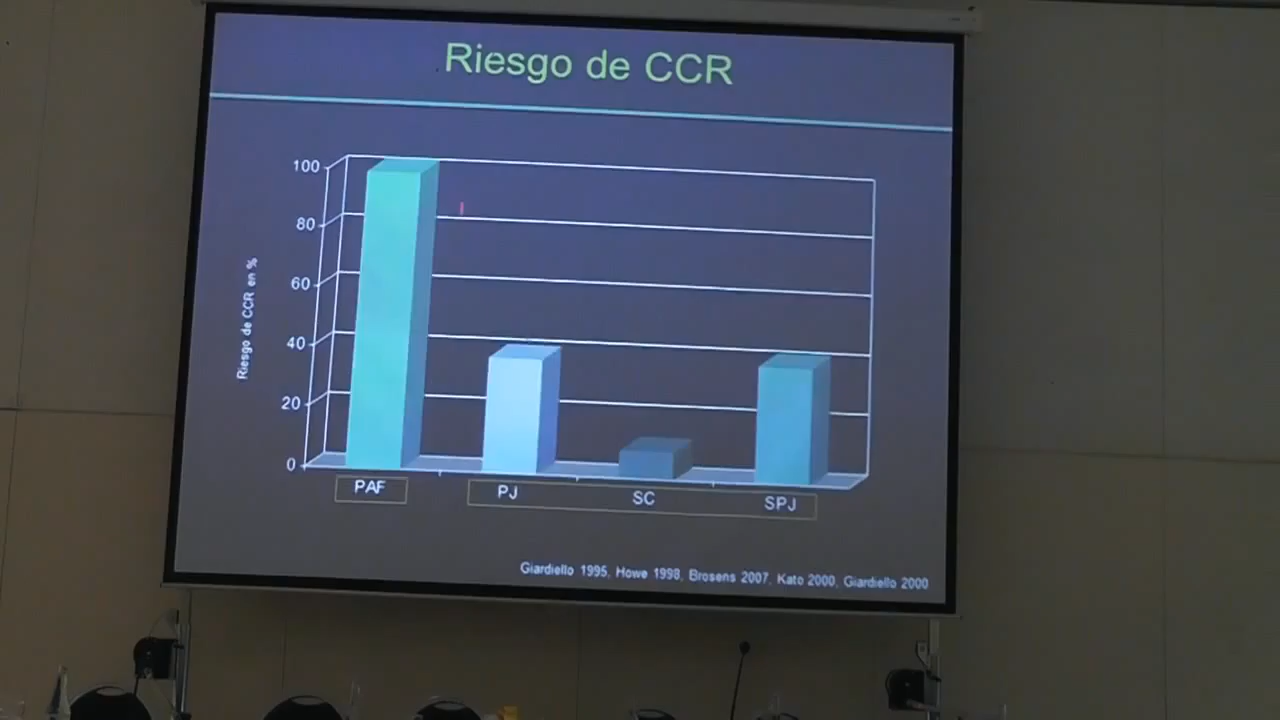 Riesgo de CCR
100
80
60
40
20
0
Riesgo de CCR en %
PAF
PJ
SC
SPJ
Giardiello 1995, Howe 1998, Brosens 2007, Kato 2000, Giardiello 2000